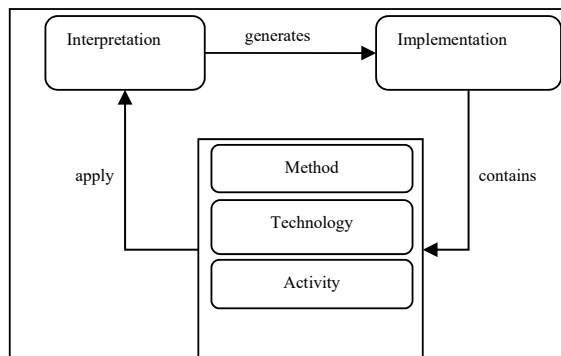 Interpretation
generates
Implementation
apply
Method
contains
Technology
Activity